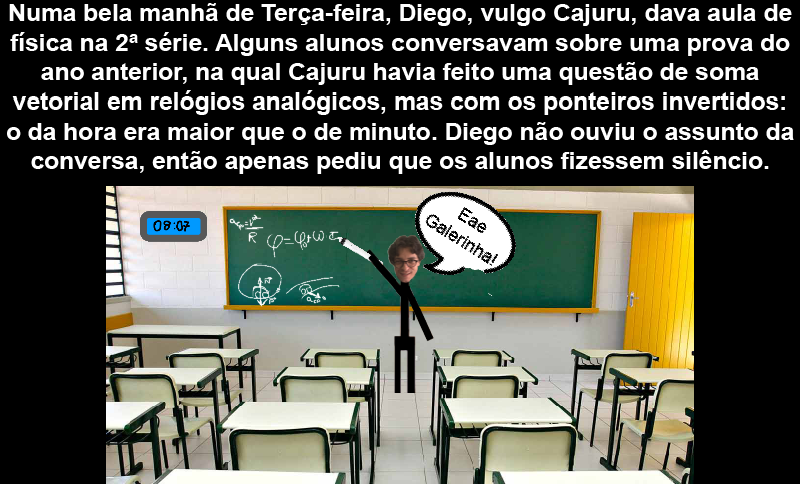 Numa bela manhã de Terça-feira, Diego, vulgo Cajuru, dava aula de
física na 2ª série. Alguns alunos conversavam sobre uma prova do
ano anterior, na qual Cajuru havia feito uma questão de soma
vetorial em relógios analógicos, mas com os ponteiros invertidos:
o da hora era maior que o de minuto. Diego não ouviu o assunto da
conversa, então apenas pediu que os alunos fizessem silêncio.
08:07
Eae
Galerinha!
φ=φ₀+ω
R